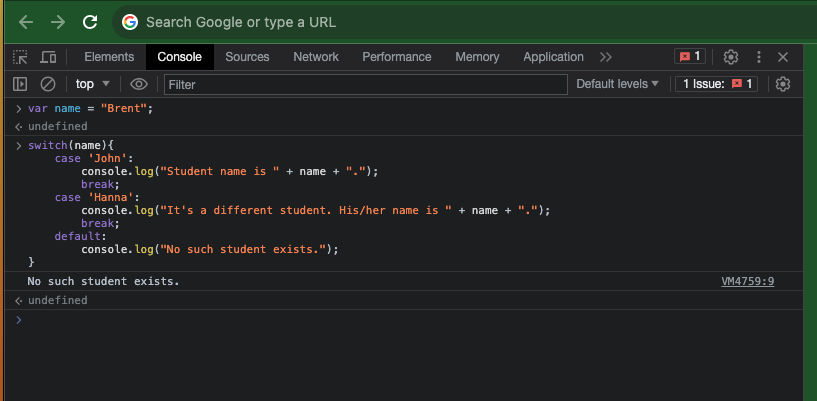 Search Google or type a URL
Elements Console Sources Network Performance Memory Application 1
top Filter Default levels 1 Issue: 1
var name = "Brent";
undefined
switch(name){
    case 'John':
        console.log("Student name is " + name + ".");
        break;
    case 'Hanna':
        console.log("It's a different student. His/her name is " + name + ".");
        break;
    default:
        console.log("No such student exists.");
}
No such student exists. VM4759:9
undefined